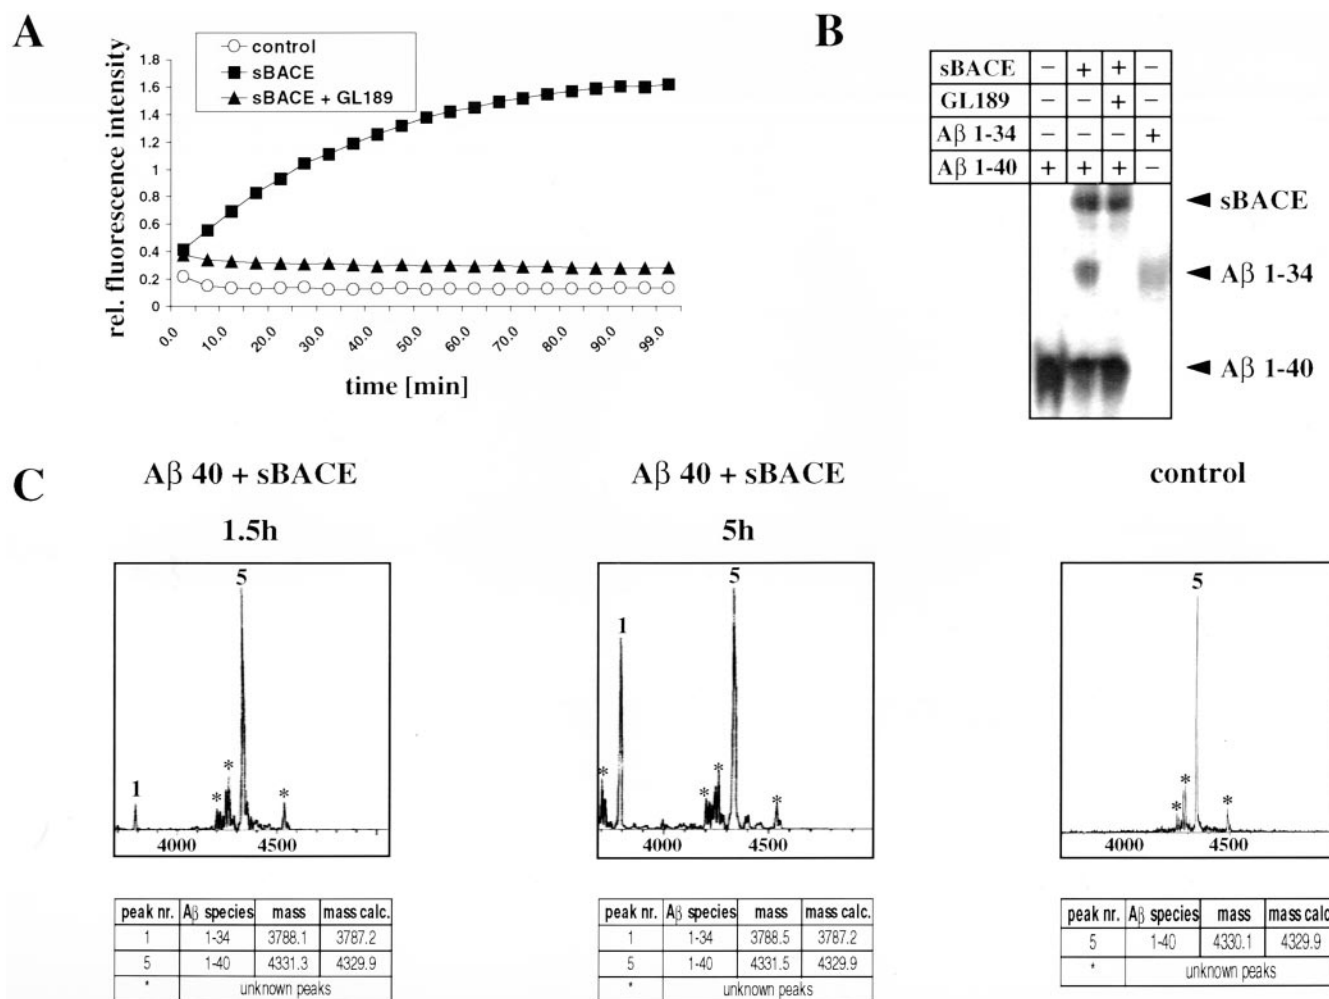 A
rel. fluorescence intensity
control
sBACE
sBACE + GL189
1.8
1.6
1.4
1.2
1
0.8
0.6
0.4
0.2
0
0.0
10.0
20.0
30.0
40.0
50.0
60.0
70.0
80.0
90.0
99.0
time [min]
B
sBACE – + +
GL189 – – + –
Aβ 1-34 – – – +
Aβ 1-40 + + + –
sBACE
Aβ 1-34
Aβ 1-40
C
Aβ 40 + sBACE
1.5h
5
1
* * *
4000 4500
peak nr. Aβ species mass mass calc.
1 1-34 3788.1 3787.2
5 1-40 4331.3 4329.9
* unknown peaks
Aβ 40 + sBACE
5h
5
1
* * * *
4000 4500
peak nr. Aβ species mass mass calc.
1 1-34 3788.5 3787.2
5 1-40 4331.5 4329.9
* unknown peaks
control
5
* * *
4000 4500
peak nr. Aβ species mass mass calc.
5 1-40 4330.1 4329.9
* unknown peaks